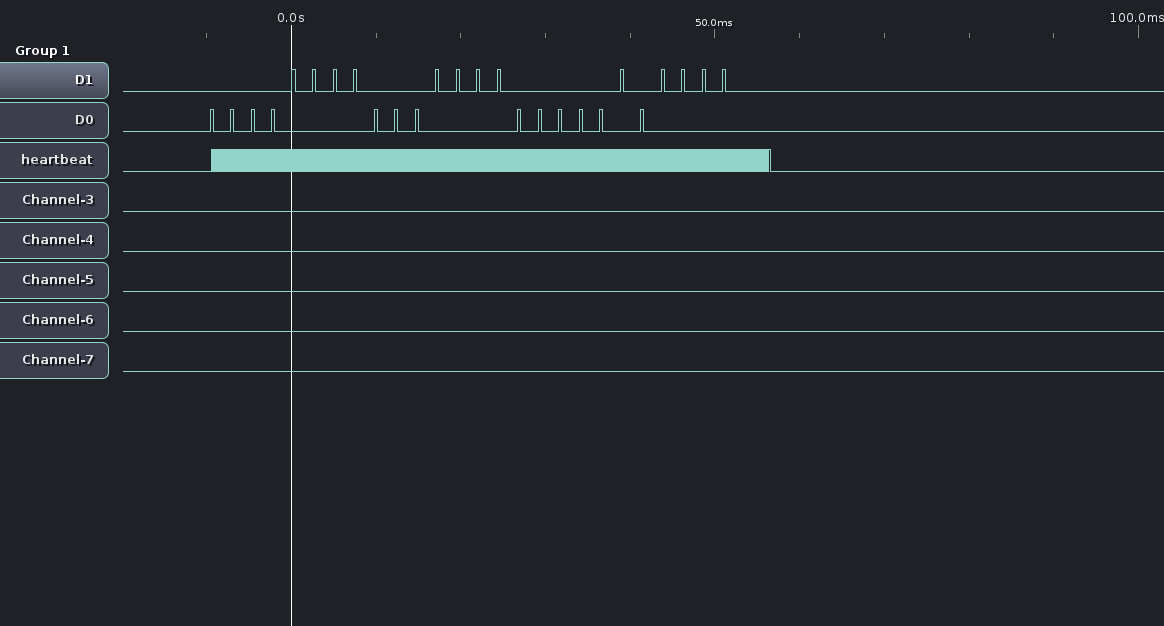 0.0s
50.0ms
100.0ms
Group 1
D1
D0
heartbeat
Channel-3
Channel-4
Channel-5
Channel-6
Channel-7